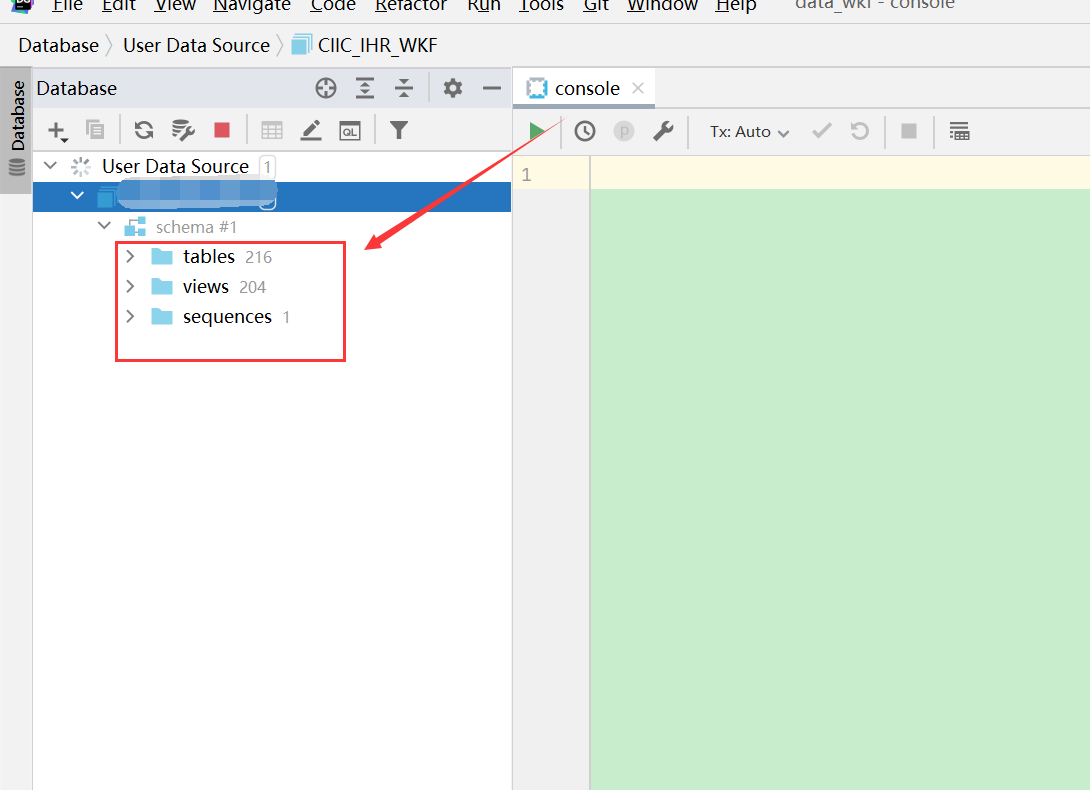 File Edit View Navigate Code Refactor Run Tools Git Window Help data_wkf - console
Database User Data Source CIIC_IHR_WKF
Database
Database
console
QL
p
Tx: Auto
User Data Source 1
1
schema #1
tables 216
views 204
sequences 1